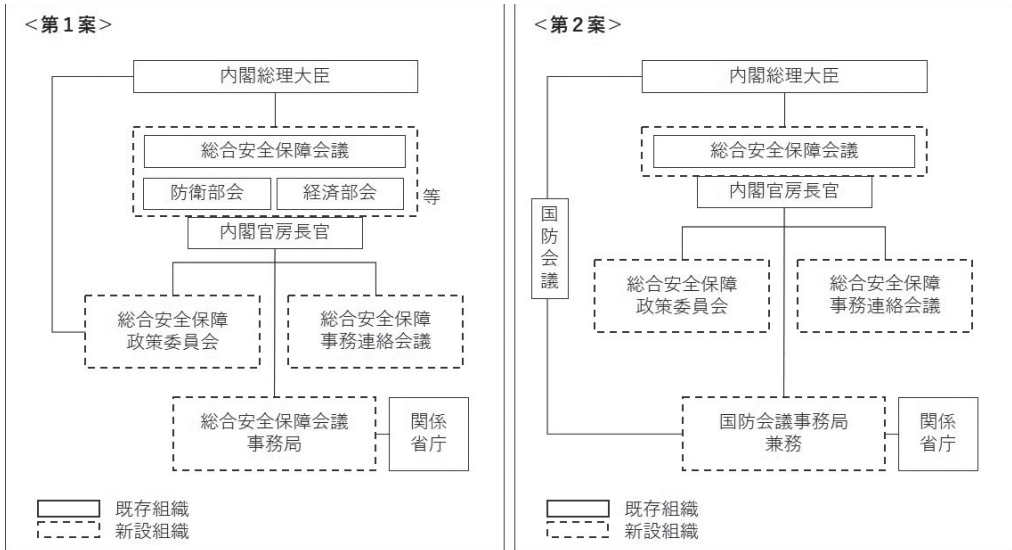 <第1案>
内閣総理大臣
総合安全保障会議
防衛部会
経済部会
等
内閣官房長官
総合安全保障
政策委員会
総合安全保障
事務連絡会議
総合安全保障会議
事務局
関係
省庁
既存組織
新設組織
<第2案>
内閣総理大臣
総合安全保障会議
内閣官房長官
国防会議
総合安全保障
政策委員会
総合安全保障
事務連絡会議
国防会議事務局
兼務
関係
省庁
既存組織
新設組織